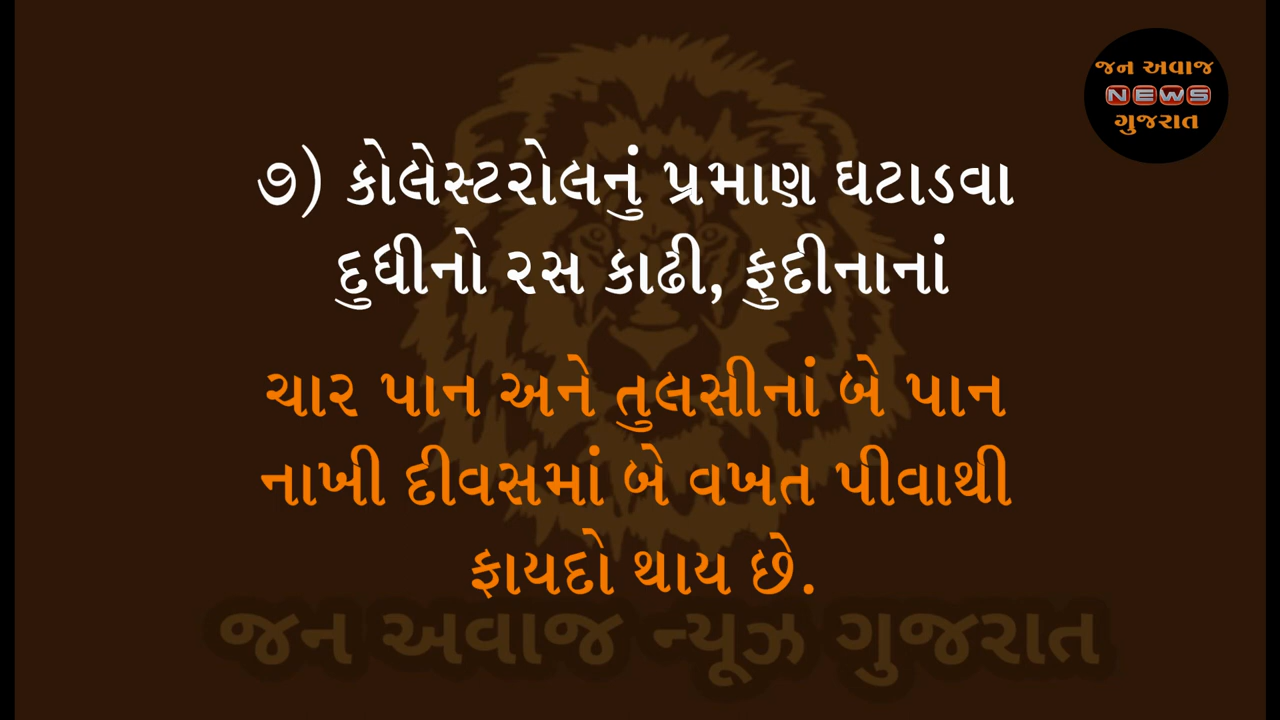 જન અવાજ
NEWS
ગુજરાત
૭) કોલેસ્ટરોલનું પ્રમાણ ઘટાડવા
દુધીનો રસ કાઢી, ફુદીનાનાં
ચાર પાન અને તુલસીનાં બે પાન
નાખી દીવસમાં બે વખત પીવાથી
ફાયદો થાય છે.
જન અવાજ ન્યૂઝ ગુજરાત